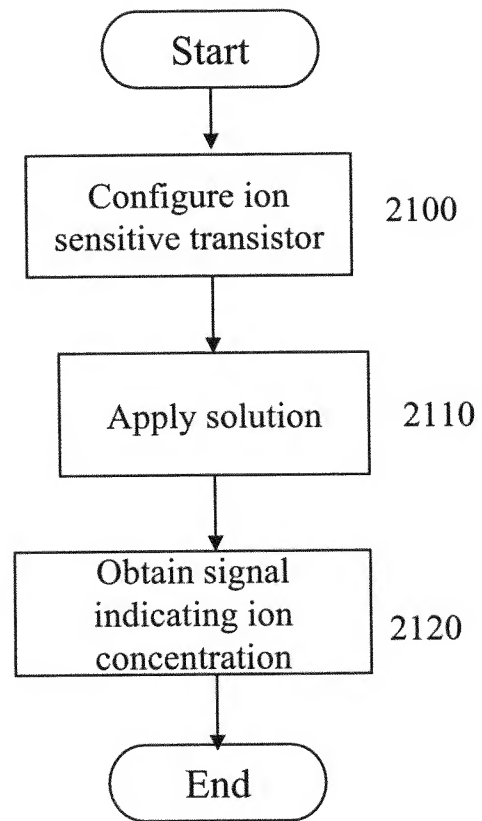 Start
Configure ion
sensitive transistor
2100
Apply solution
2110
Obtain signal
indicating ion
concentration
2120
End